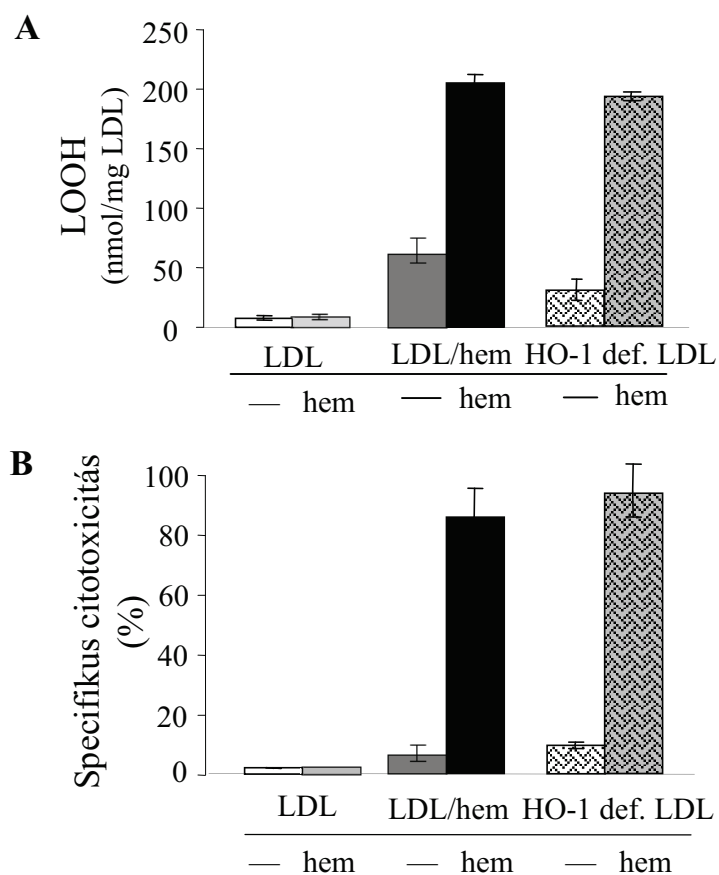 A
LOOH
(nmol/mg LDL)
250
200
150
100
50
0
LDL LDL/hem HO-1 def. LDL
— hem — hem — hem
B
Specifikus citotoxicitás
(%)
100
80
60
40
20
0
LDL LDL/hem HO-1 def. LDL
— hem — hem — hem